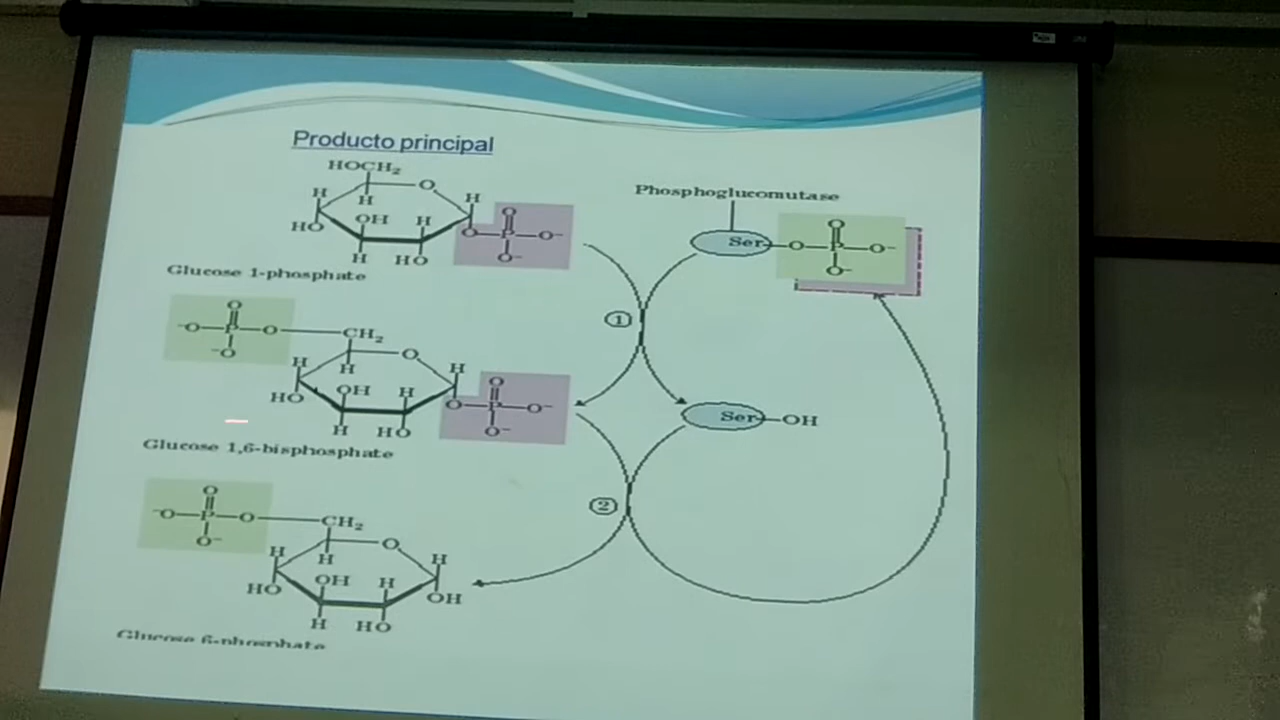 Producto principal
HOCH₂
O
H
H
H
HO
OH
H
H
HO
O
O
P
O⁻
O⁻
Glucose 1-phosphate
Phosphoglucomutase
Ser
O
O
P
O⁻
O⁻
①
O
⁻O
P
O
⁻O
CH₂
O
H
H
H
HO
OH
H
H
HO
O
O
P
O⁻
O⁻
Glucose 1,6-bisphosphate
Ser
OH
②
O
⁻O
P
O
O⁻
CH₂
O
H
H
H
HO
OH
H
OH
H
HO
Glucose 6-phosphate